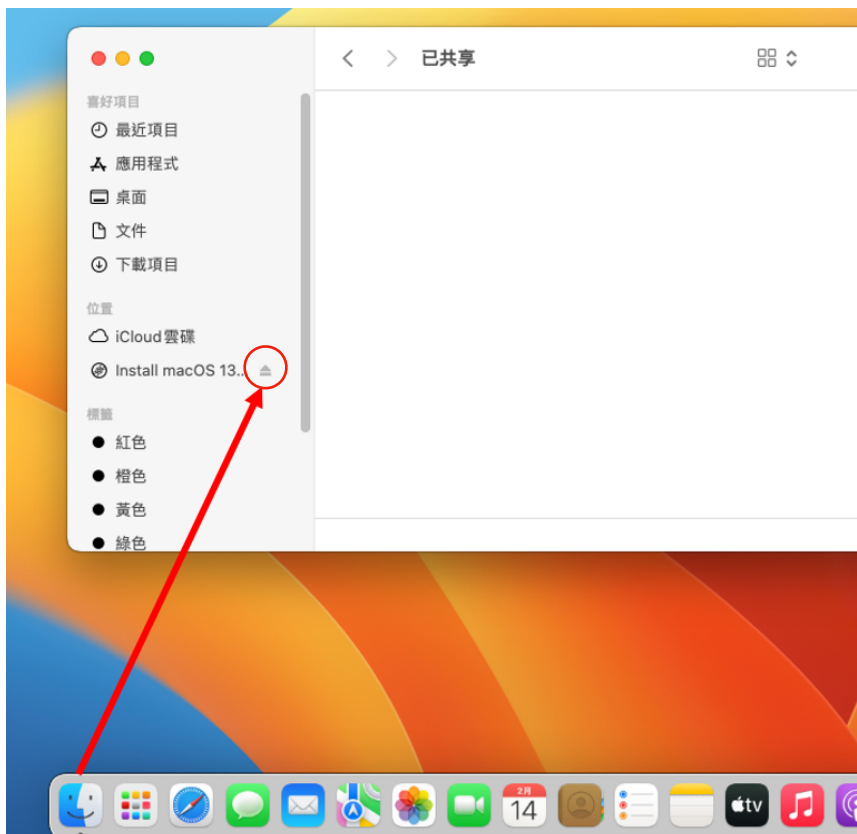 已共享
喜好項目
最近項目
應用程式
桌面
文件
下載項目
位置
iCloud雲碟
Install macOS 13..
標籤
紅色
橙色
黃色
綠色
2月
14
tv